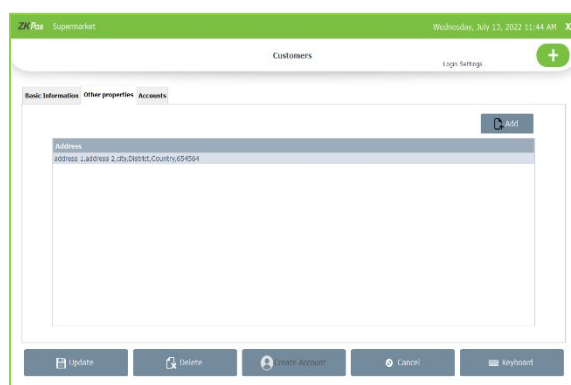 ZKPos Supermarket Wednesday, July 13, 2022 11:44 AM X
Customers
Login Settings
+
Basic Information Other properties Accounts
Add
Address
address 1,address 2,city,District,Country,654564
Update Delete Create Account Cancel Keyboard